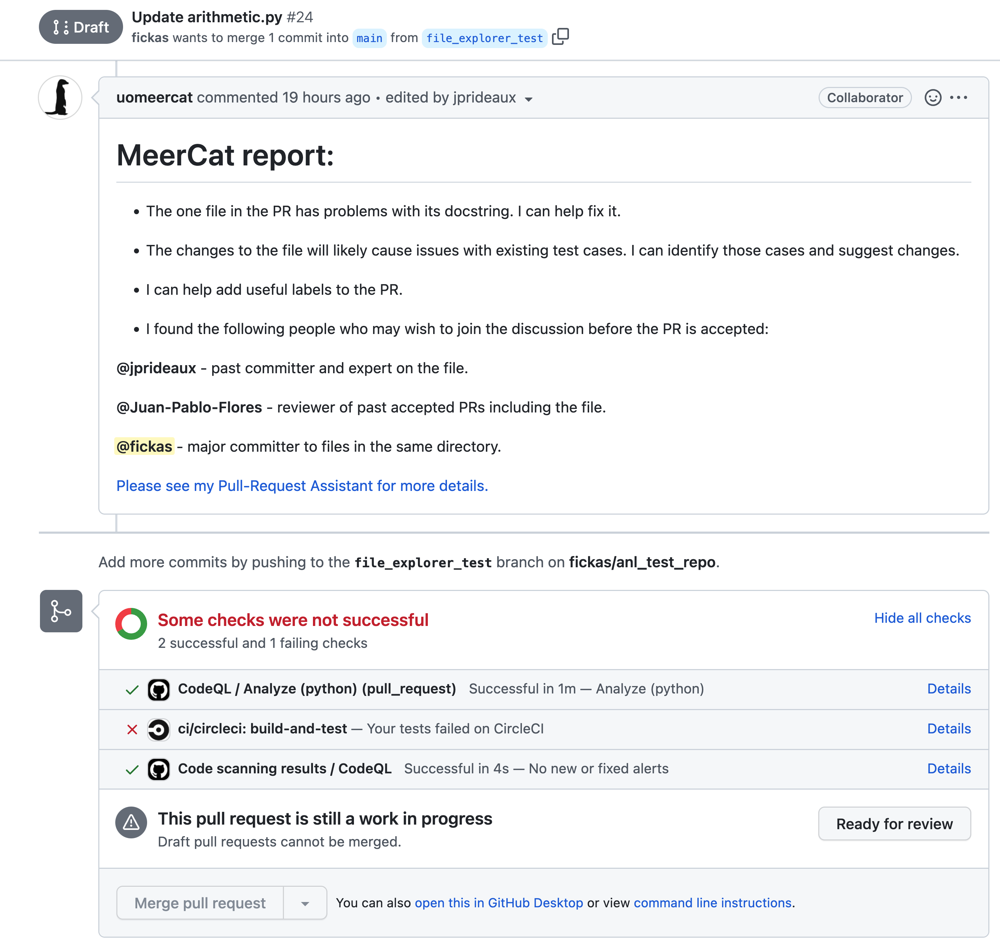 Draft
Update arithmetic.py #24
fickas wants to merge 1 commit into main from file_explorer_test
uomeercat commented 19 hours ago • edited by jprideaux
Collaborator
MeerCat report:
• The one file in the PR has problems with its docstring. I can help fix it.
• The changes to the file will likely cause issues with existing test cases. I can identify those cases and suggest changes.
• I can help add useful labels to the PR.
• I found the following people who may wish to join the discussion before the PR is accepted:
@jprideaux - past committer and expert on the file.
@Juan-Pablo-Flores - reviewer of past accepted PRs including the file.
@fickas - major committer to files in the same directory.
Please see my Pull-Request Assistant for more details.
Add more commits by pushing to the file_explorer_test branch on fickas/anl_test_repo.
Some checks were not successful
Hide all checks
2 successful and 1 failing checks
CodeQL / Analyze (python) (pull_request) Successful in 1m — Analyze (python) Details
ci/circleci: build-and-test — Your tests failed on CircleCI Details
Code scanning results / CodeQL Successful in 4s — No new or fixed alerts Details
This pull request is still a work in progress
Draft pull requests cannot be merged.
Ready for review
Merge pull request
You can also open this in GitHub Desktop or view command line instructions.